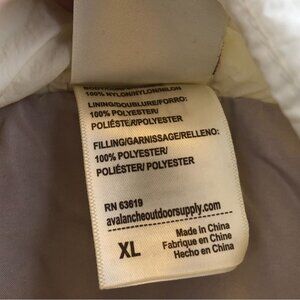 100% NYLON/NYLON/NILON
LINING/DOUBLURE/FORRO:
100% POLYESTER/
POLIÉSTER/POLYESTER
FILLING/GARNISSAGE/RELLENO:
100% POLYESTER/
POLIÉSTER/ POLYESTER
RN 63619
avalancheoutdoorsupply.com
XL
Made in China
Fabrique en Chine
Hecho en China